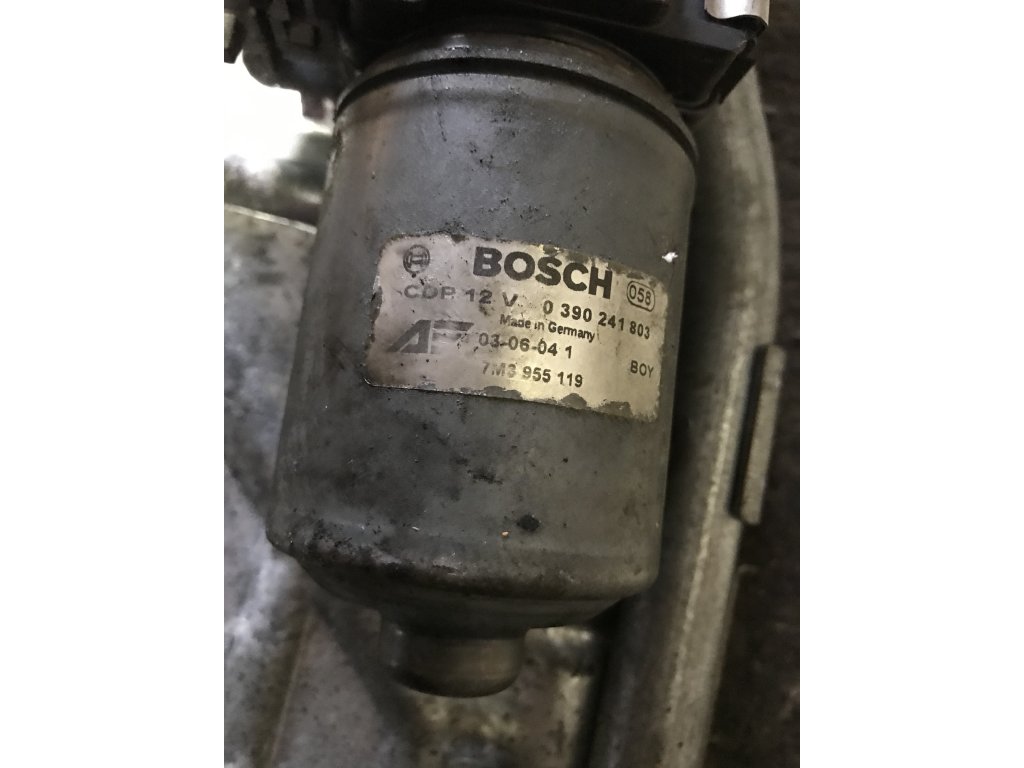 BOSCH 058
CDP 12 V. 0 390 241 803
Made in Germany
AF 03-06-04 1
7M3 955 119 BOY